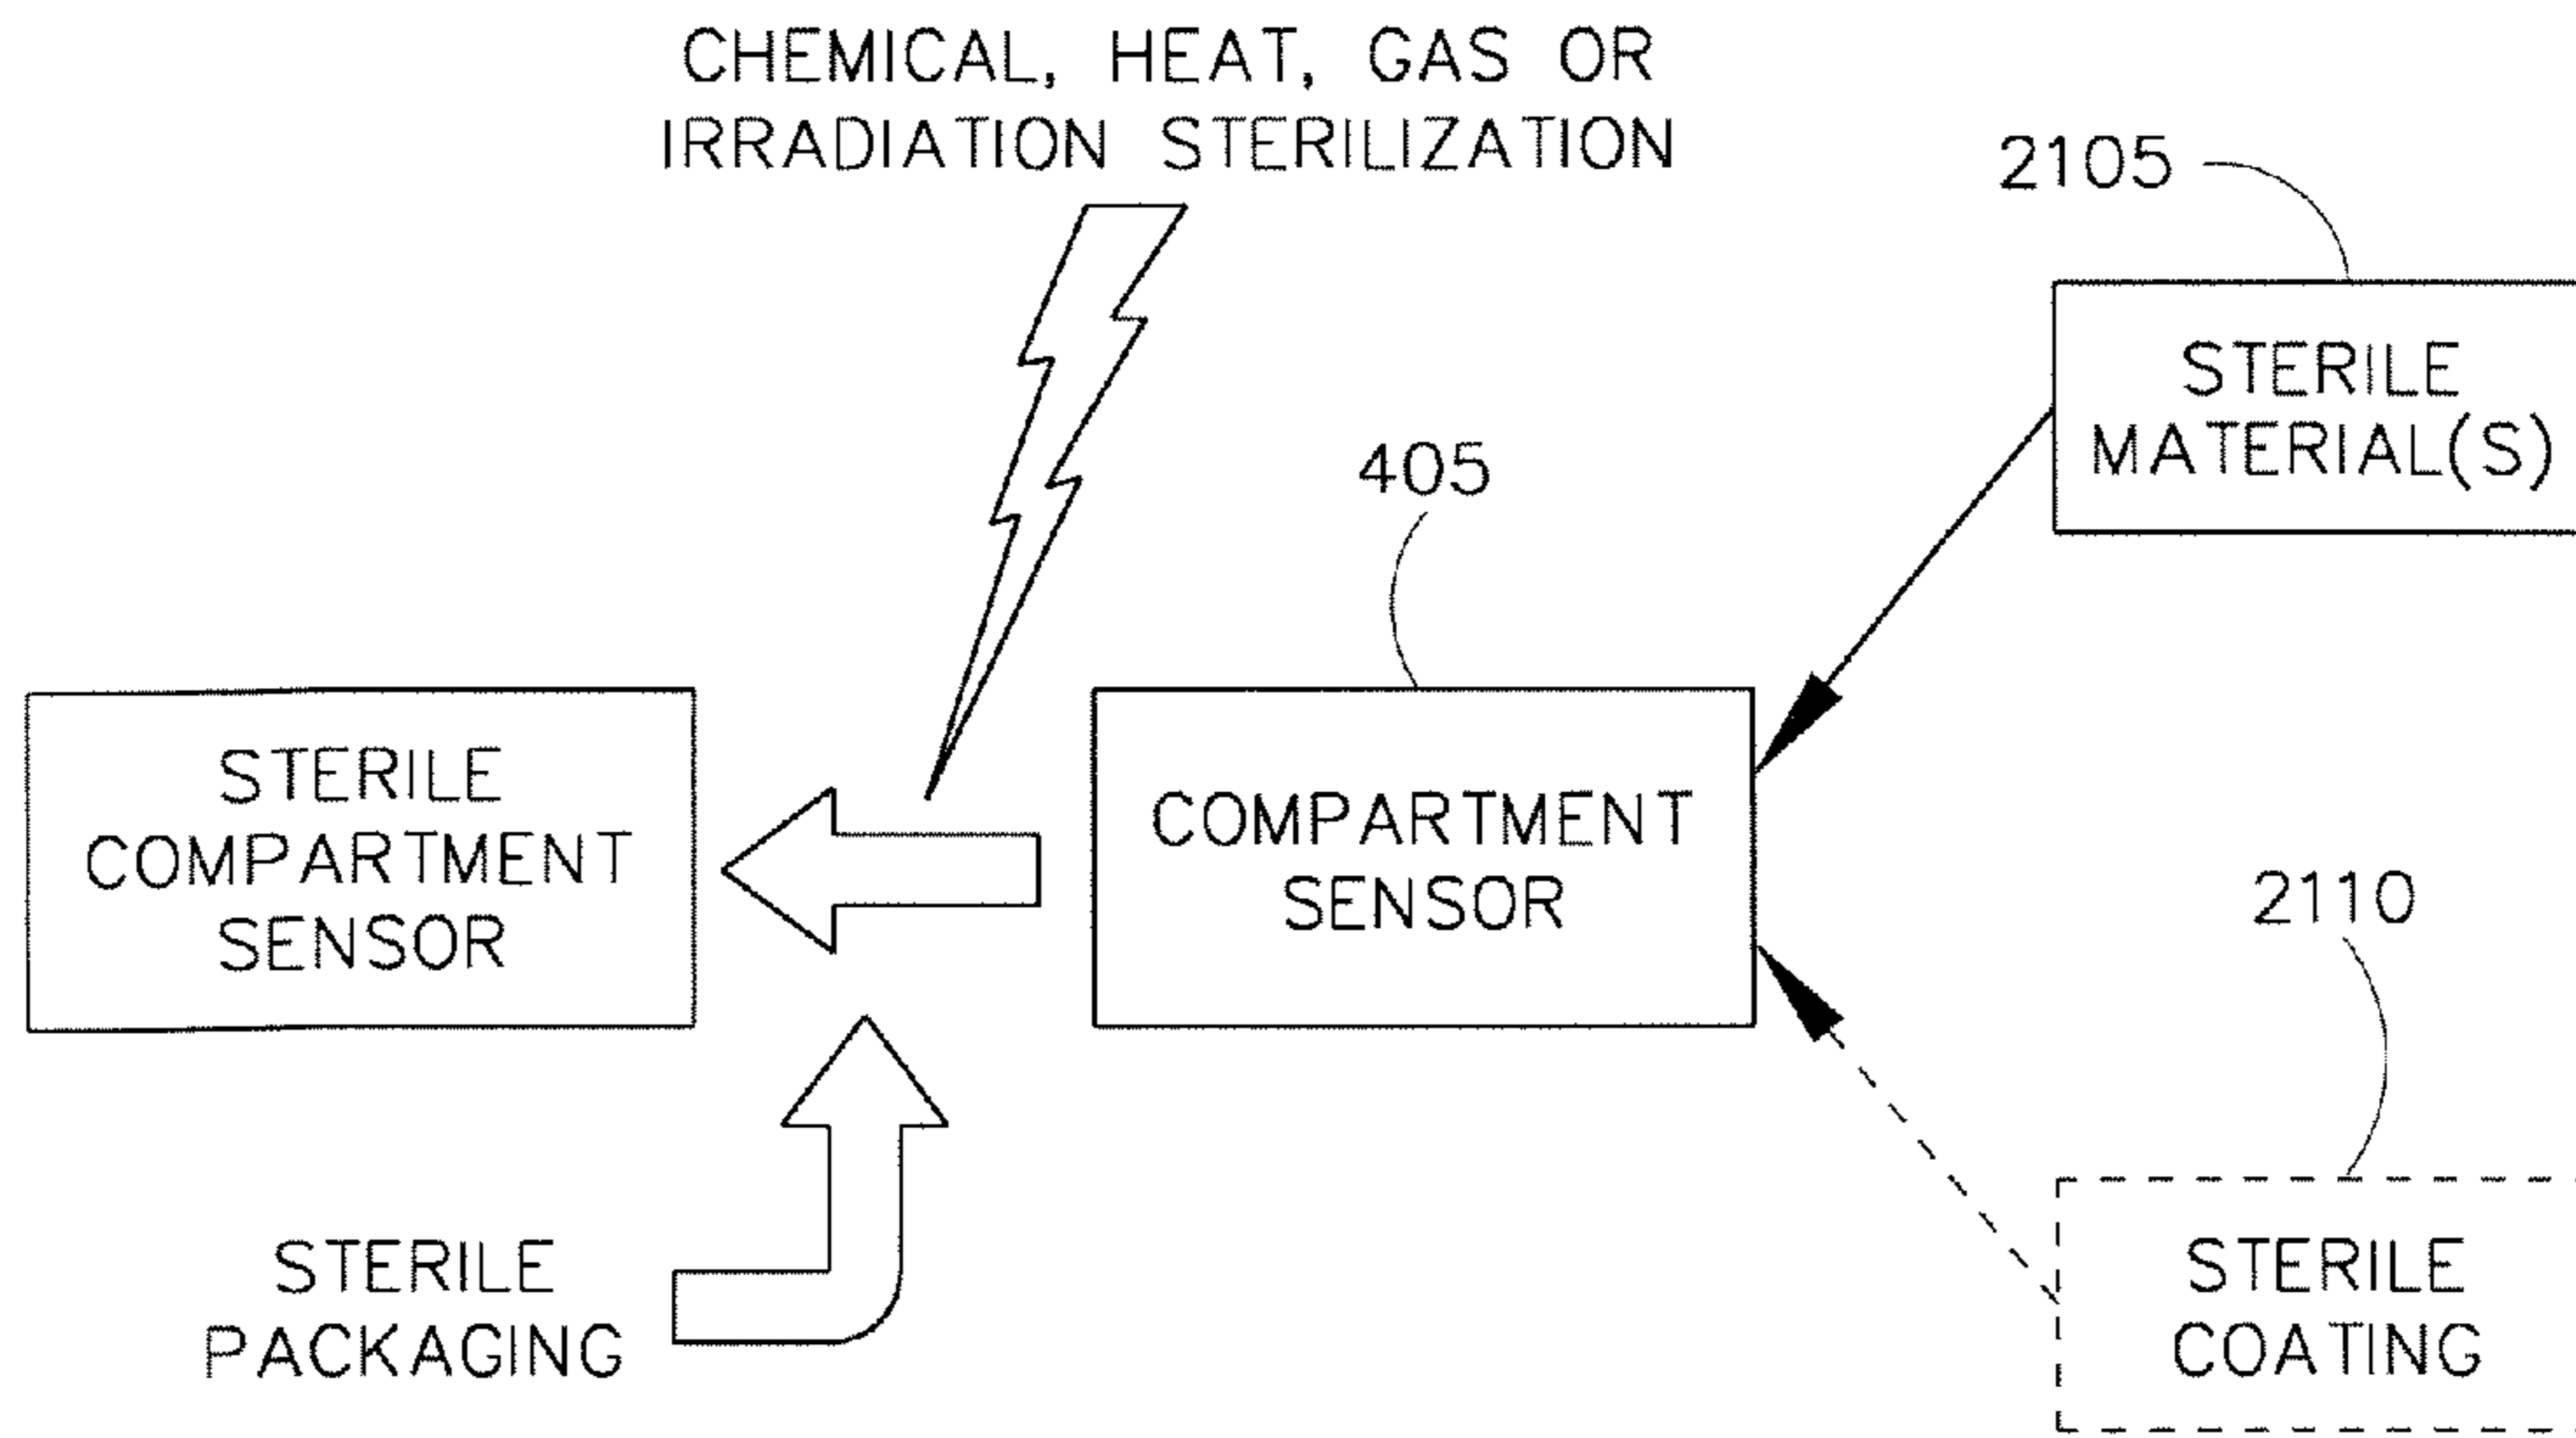 CHEMICAL, HEAT, GAS OR
IRRADIATION STERILIZATION
2105
STERILE
MATERIAL(S)
405
STERILE
COMPARTMENT
SENSOR
COMPARTMENT
SENSOR
2110
STERILE
PACKAGING
STERILE
COATING